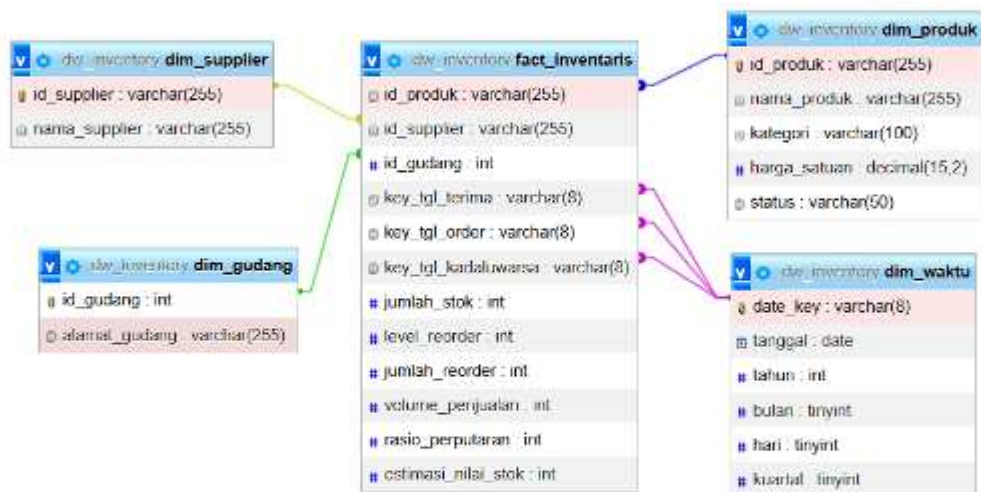 dw_inventory dim_supplier
id_supplier : varchar(255)
nama_supplier : varchar(255)
dw_inventory dim_gudang
id_gudang : int
alamat_gudang : varchar(255)
dw_inventory fact_inventaris
id_produk : varchar(255)
id_supplier : varchar(255)
# id_gudang : int
key_tgl_terima : varchar(8)
key_tgl_order : varchar(8)
key_tgl_kadaluwarsa : varchar(8)
# jumlah_stok : int
# level_reorder : int
# jumlah_reorder : int
# volume_penjualan : int
# rasio_perputaran : int
# estimasi_nilai_stok : int
dw_inventory dim_produk
id_produk : varchar(255)
nama_produk : varchar(255)
kategori : varchar(100)
# harga_satuan : decimal(15,2)
status : varchar(50)
dw_inventory dim_waktu
date_key : varchar(8)
tanggal : date
# tahun : int
# bulan : tinyint
# hari : tinyint
# kuartal : tinyint